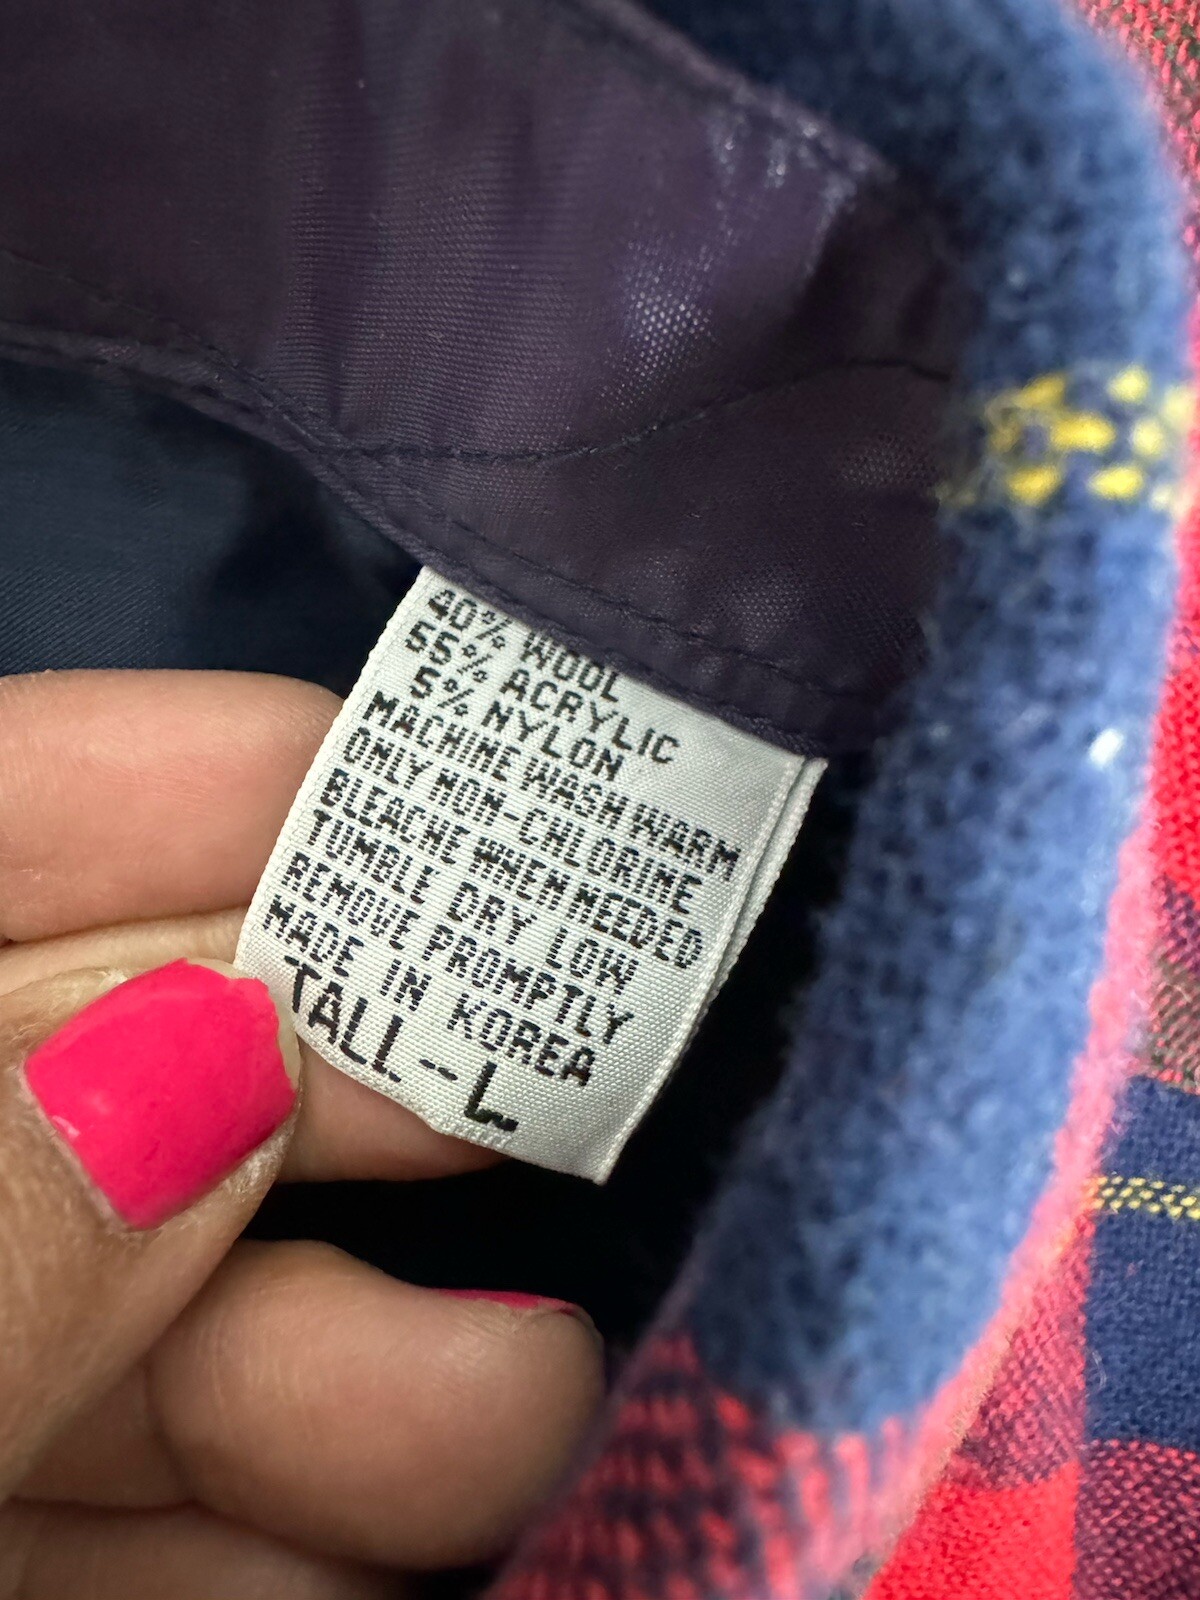 40% WOOL
55% ACRYLIC
5% NYLON
MACHINE WASH WARM
ONLY NON-CHLORINE
BLEACHE WHEN NEEDED
TUMBLE DRY LOW
REMOVE PROMPTLY
MADE IN KOREA
TALL--L